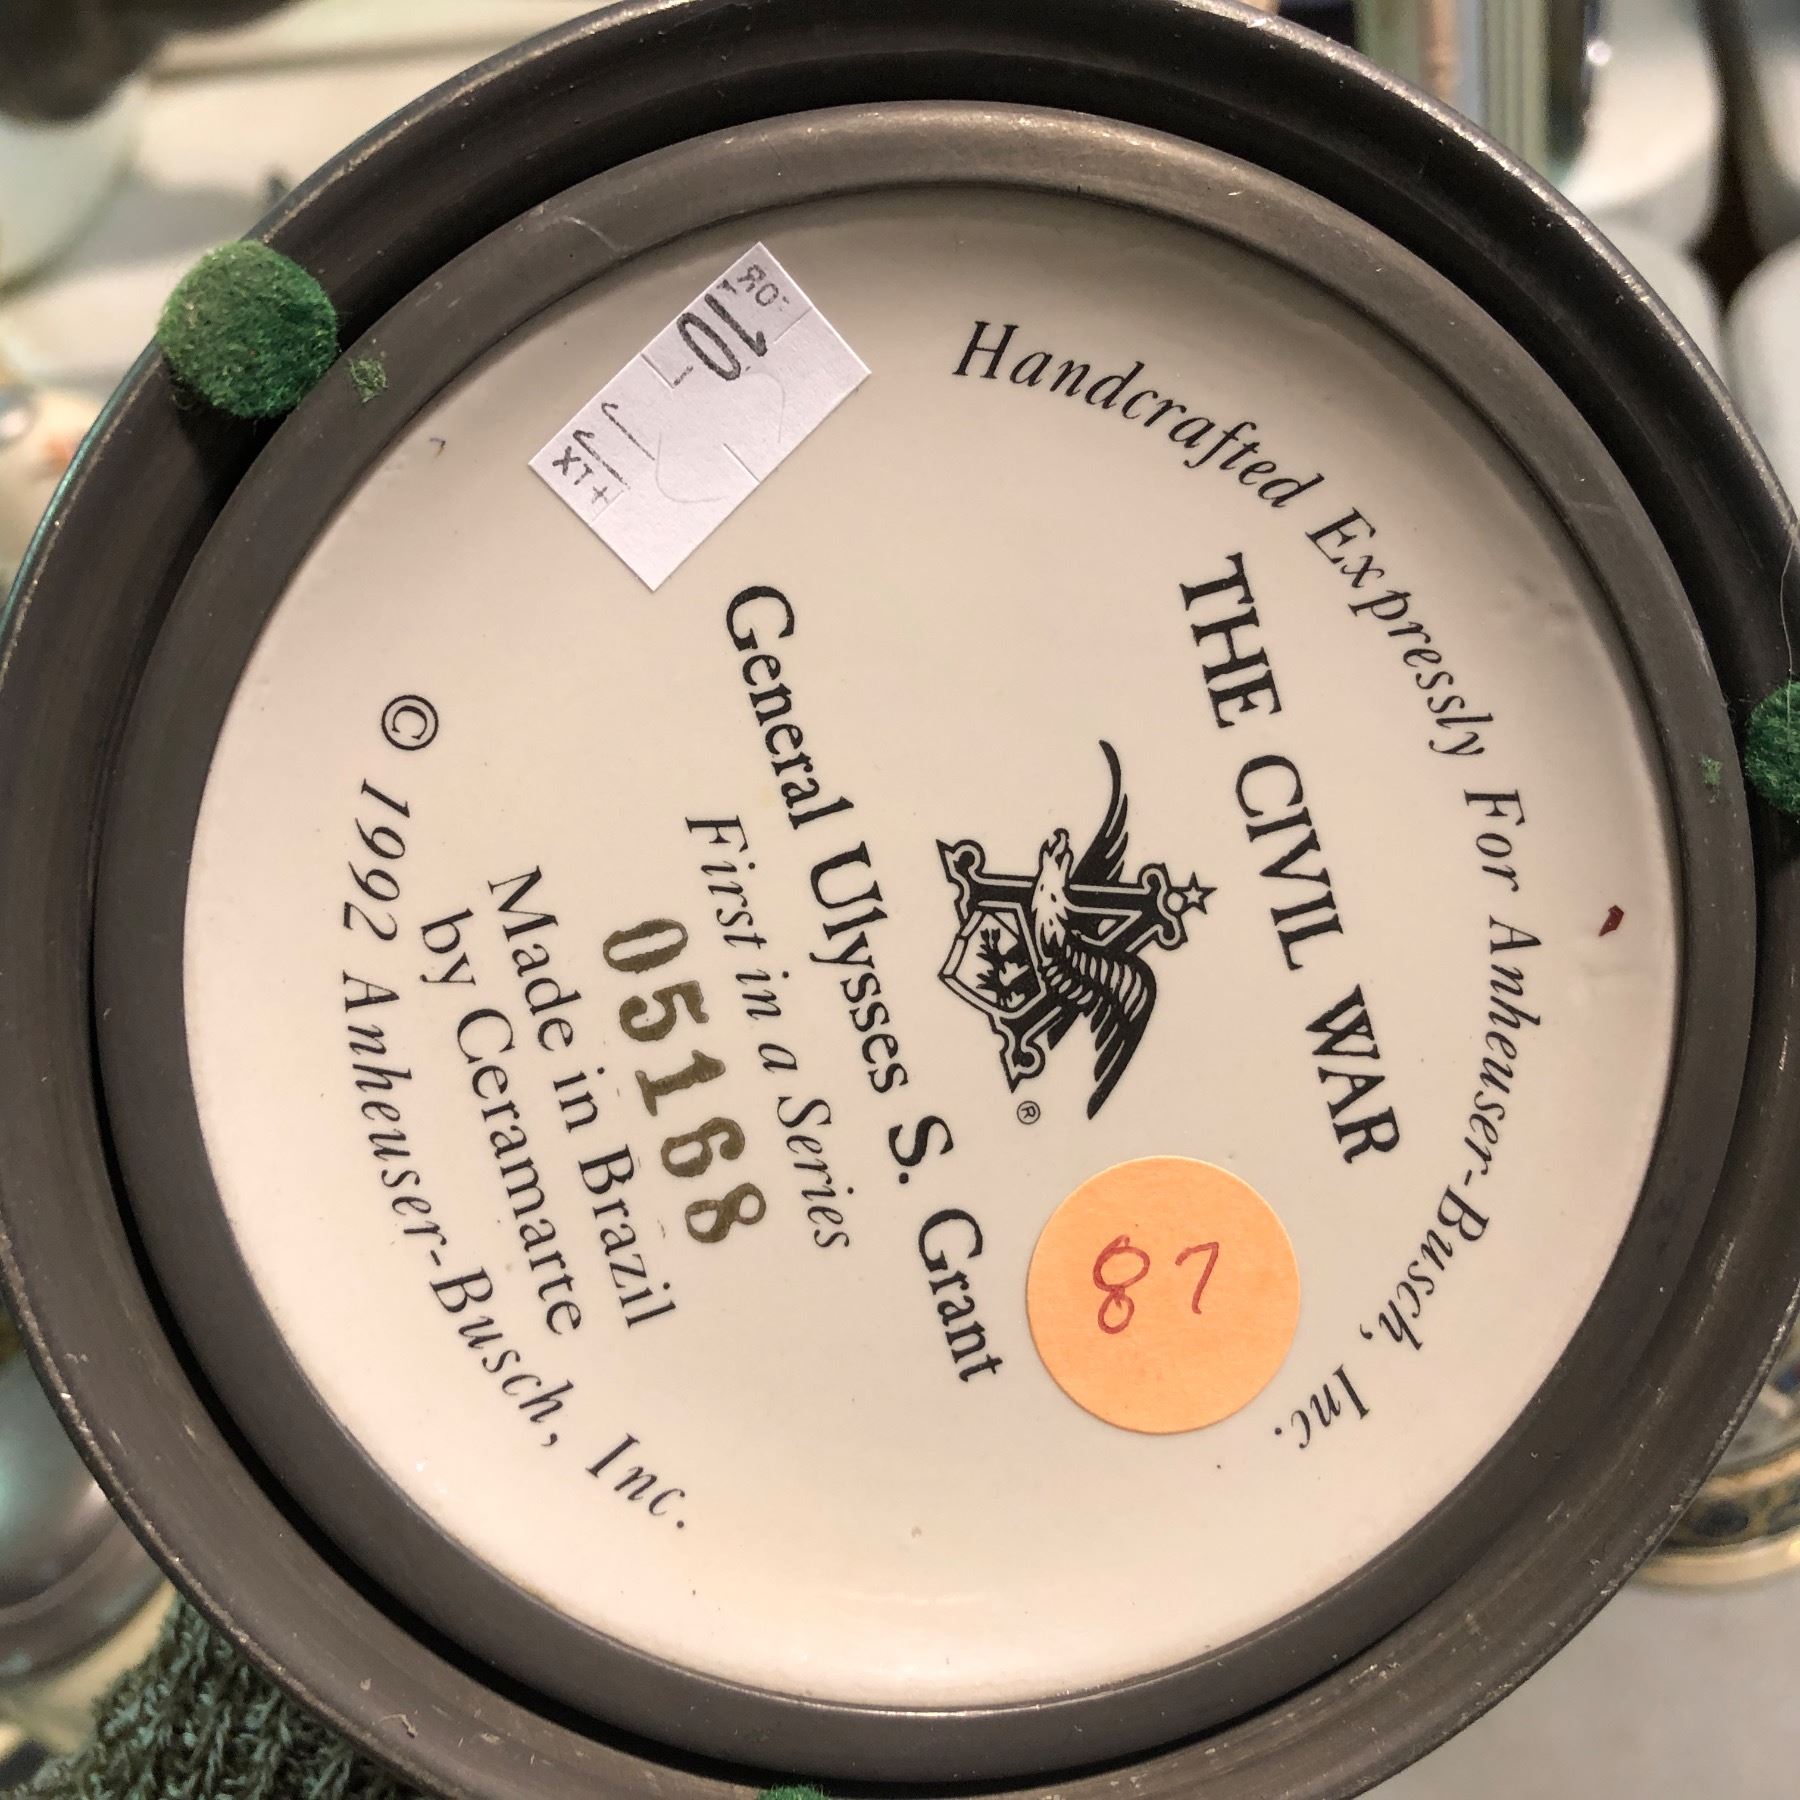 Handcrafted Expressly For Anheuser-Busch, Inc.
THE CIVIL WAR
®
General Ulysses S. Grant
First in a Series
05168
Made in Brazil
by Ceramarte
© 1992 Anheuser-Busch, Inc.
87
10-
+TX